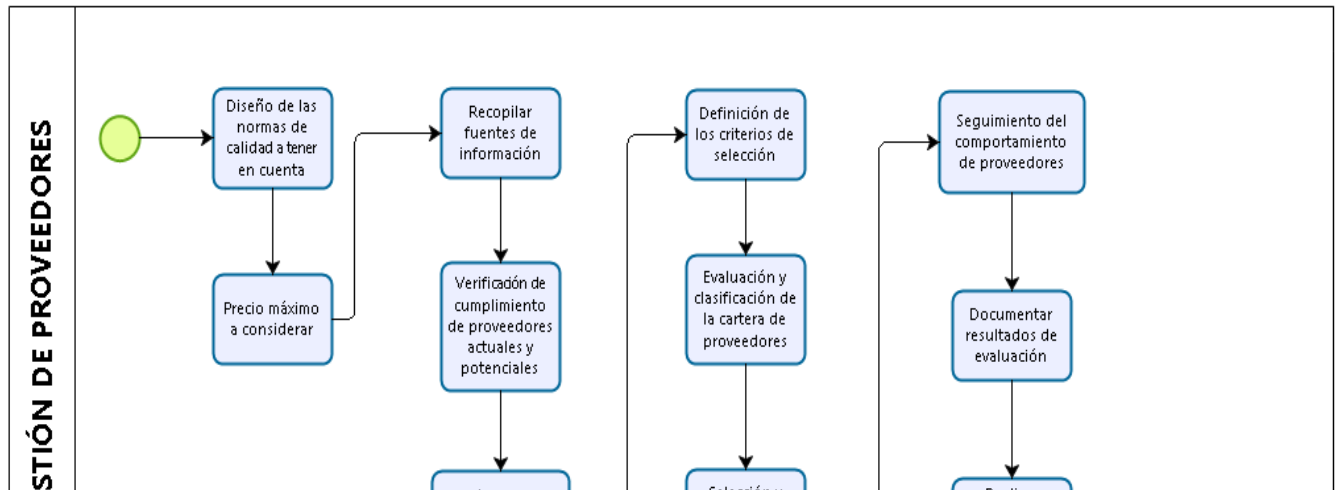 STIÓN DE PROVEEDORES
Diseño de las
normas de
calidad a tener
en cuenta
Precio máximo
a considerar
Recopilar
fuentes de
información
Verificación de
cumplimiento
de proveedores
actuales y
potenciales
Definición de
los criterios de
selección
Evaluación y
clasificación de
la cartera de
proveedores
Selección y
Seguimiento del
comportamiento
de proveedores
Documentar
resultados de
evaluación